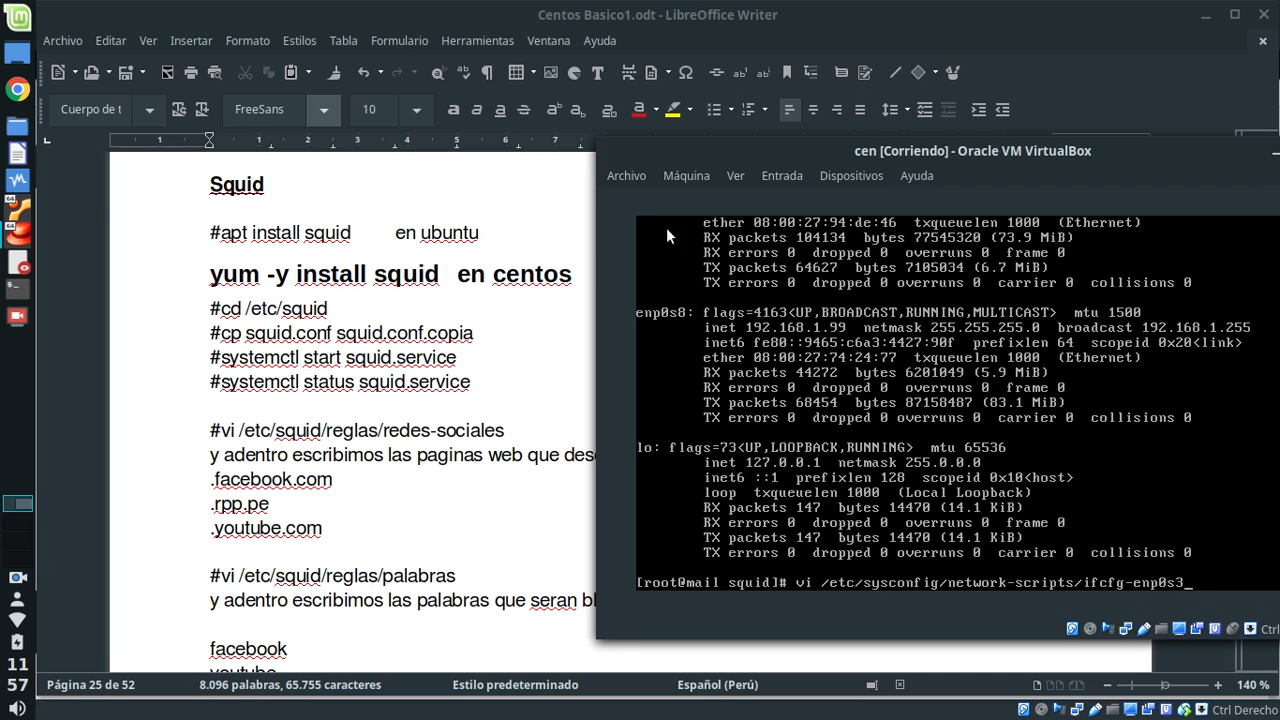 Centos Basico1.odt - LibreOffice Writer
Archivo Editar Ver Insertar Formato Estilos Tabla Formulario Herramientas Ventana Ayuda
Cuerpo de t FreeSans 10
1 1 2 3 4 5 6 7
Squid
#apt install squid en ubuntu
yum -y install squid en centos
#cd /etc/squid
#cp squid.conf squid.conf.copia
#systemctl start squid.service
#systemctl status squid.service
#vi /etc/squid/reglas/redes-sociales
y adentro escribimos las paginas web que
.facebook.com
.rpp.pe
.youtube.com
#vi /etc/squid/reglas/palabras
y adentro escribimos las palabras que seran
facebook
youtube
cen [Corriendo] - Oracle VM VirtualBox
Archivo Máquina Ver Entrada Dispositivos Ayuda
ether 08:00:27:94:de:46 txqueuelen 1000 (Ethernet)
RX packets 104134 bytes 77545320 (73.9 MiB)
RX errors 0 dropped 0 overruns 0 frame 0
TX packets 64627 bytes 7105034 (6.7 MiB)
TX errors 0 dropped 0 overruns 0 carrier 0 collisions 0
enp0s8: flags=4163<UP,BROADCAST,RUNNING,MULTICAST> mtu 1500
inet 192.168.1.99 netmask 255.255.255.0 broadcast 192.168.1.255
inet6 fe80::9465:c6a3:4427:90f prefixlen 64 scopeid 0x20<link>
ether 08:00:27:74:24:77 txqueuelen 1000 (Ethernet)
RX packets 44272 bytes 6201049 (5.9 MiB)
RX errors 0 dropped 0 overruns 0 frame 0
TX packets 68454 bytes 87158487 (83.1 MiB)
TX errors 0 dropped 0 overruns 0 carrier 0 collisions 0
lo: flags=73<UP,LOOPBACK,RUNNING> mtu 65536
inet 127.0.0.1 netmask 255.0.0.0
inet6 ::1 prefixlen 128 scopeid 0x10<host>
loop txqueuelen 1000 (Local Loopback)
RX packets 147 bytes 14470 (14.1 KiB)
RX errors 0 dropped 0 overruns 0 frame 0
TX packets 147 bytes 14470 (14.1 KiB)
TX errors 0 dropped 0 overruns 0 carrier 0 collisions 0
[root@mail squid]# vi /etc/sysconfig/network-scripts/ifcfg-enp0s3_
Ctrl
Página 25 de 52 8.096 palabras, 65.755 caracteres Estilo predeterminado Español (Perú) 140 %
Ctrl Derecho
64
64
11
57